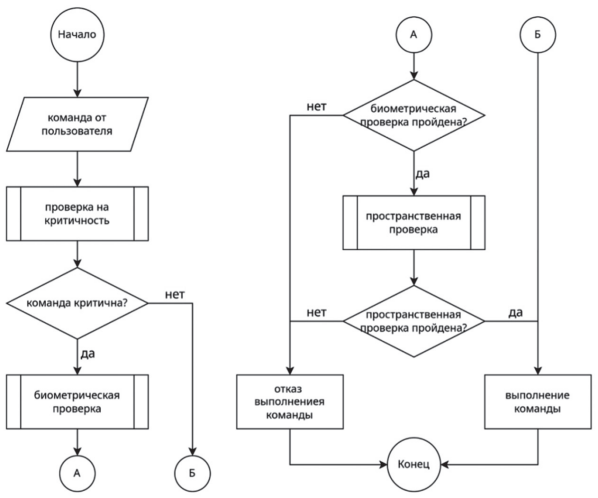 Начало
команда от
пользователя
проверка на
критичность
команда критична?
нет
да
биометрическая
проверка
А
Б
А
Б
биометрическая
проверка пройдена?
нет
да
пространственная
проверка
пространственная
проверка пройдена?
нет
да
отказ
выполнениея
команды
выполнение
команды
Конец